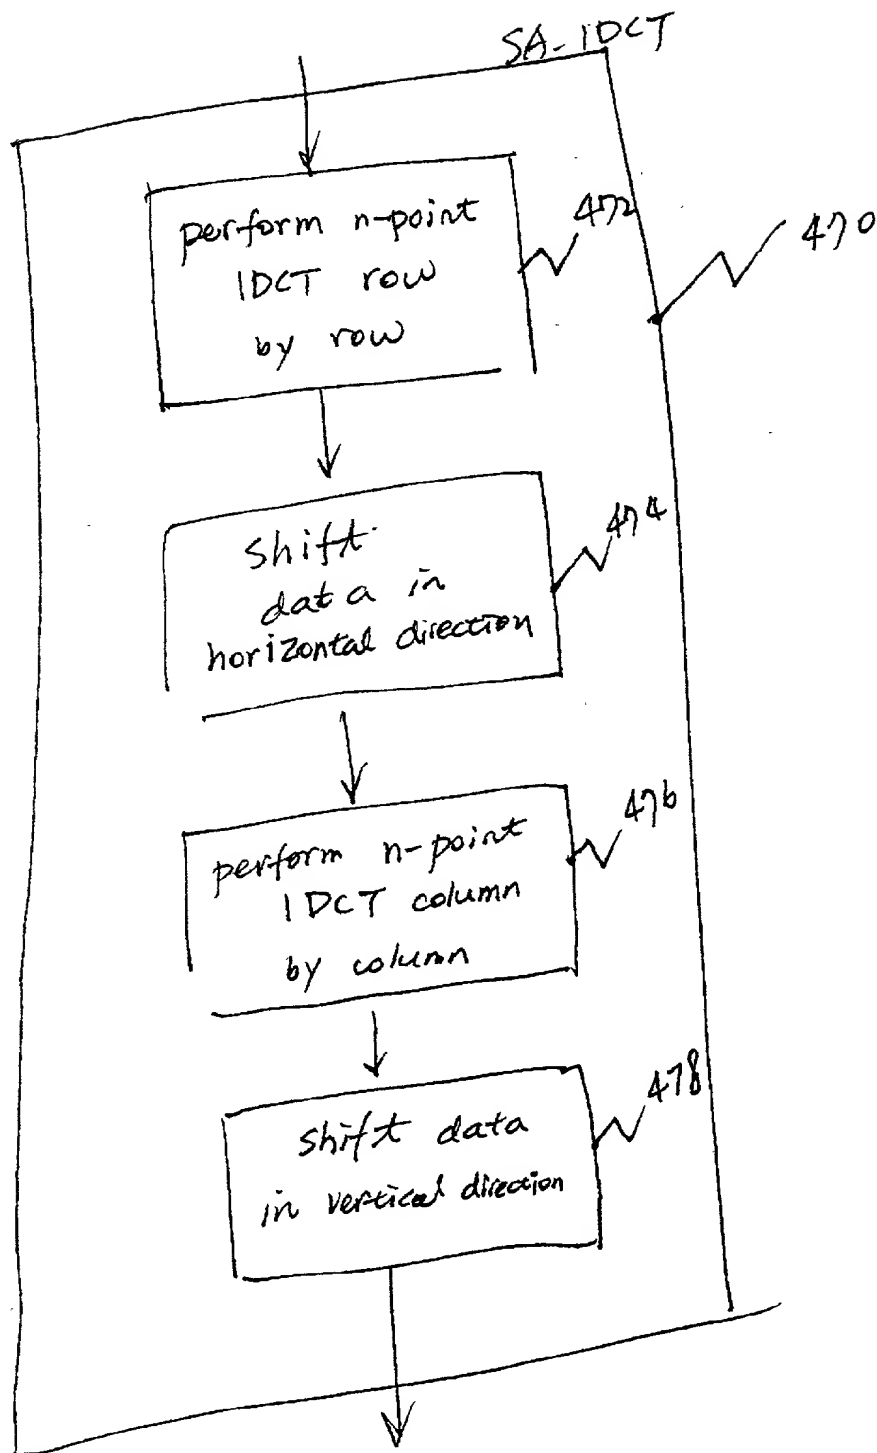 SA-IDCT
470
perform n-point
IDCT row
by row
472
shift
data in
horizontal direction
474
perform n-point
IDCT column
by column
476
shift data
in vertical direction
478